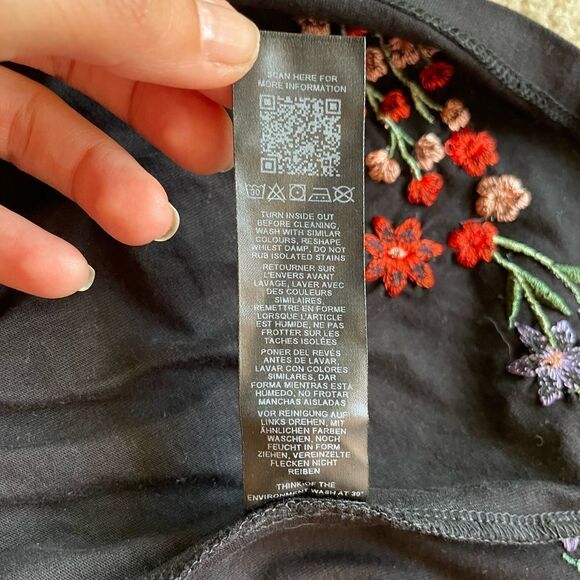 SCAN HERE FOR
MORE INFORMATION
TURN INSIDE OUT
BEFORE CLEANING
WASH WITH SIMILAR
COLOURS, RESHAPE
WHILST DAMP, DO NOT
RUB ISOLATED STAINS
RETOURNER SUR
L'ENVERS AVANT
LAVAGE, LAVER AVEC
DES COULEURS
SIMILAIRES,
REMETTRE EN FORME
LORSQUE L'ARTICLE
EST HUMIDE, NE PAS
FROTTER SUR LES
TACHES ISOLÉES
PONER DEL REVÉS
ANTES DE LAVAR,
LAVAR CON COLORES
SIMILARES, DAR
FORMA MIENTRAS ESTÁ
HÚMEDO, NO FROTAR
MANCHAS AISLADAS
VOR REINIGUNG AUF
LINKS DREHEN, MIT
ÄHNLICHEN FARBEN
WASCHEN, NOCH
FEUCHT IN FORM
ZIEHEN, VEREINZELTE
FLECKEN NICHT
REIBEN
THINK OF THE
ENVIRONMENT WASH AT 30°